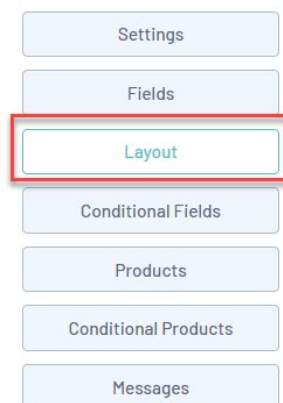 Settings
Fields
Layout
Conditional Fields
Products
Conditional Products
Messages